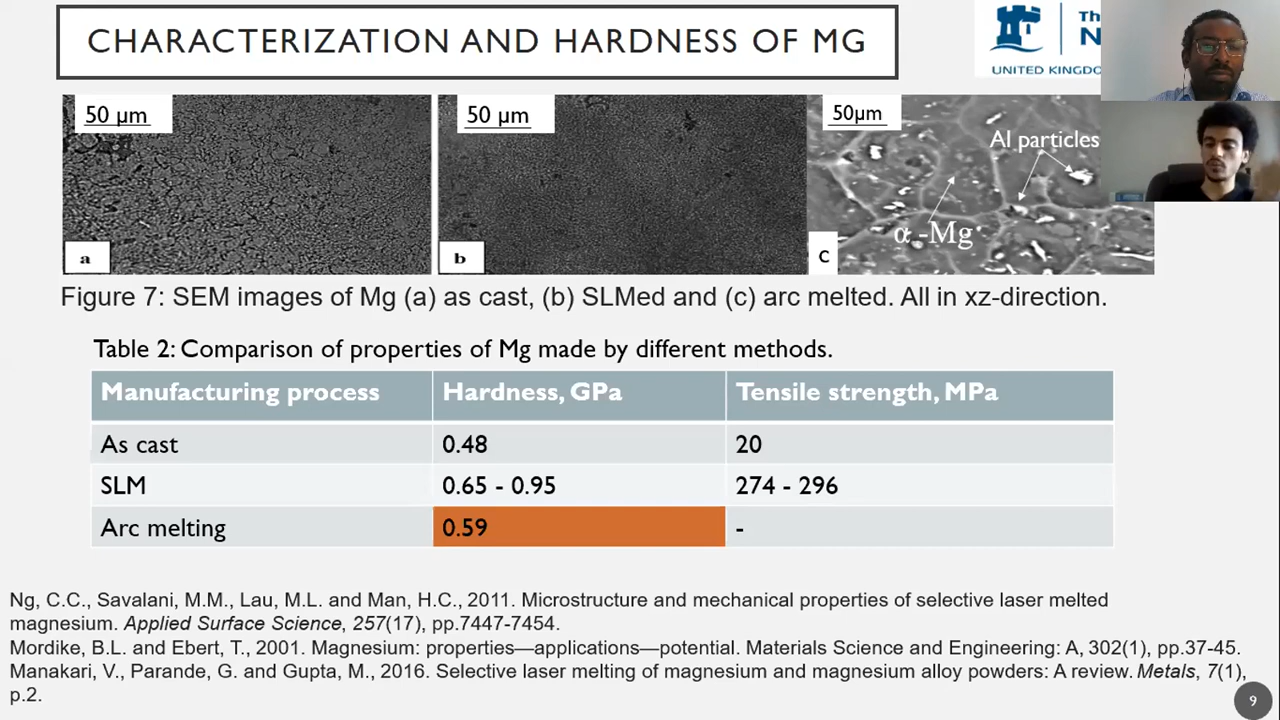 CHARACTERIZATION AND HARDNESS OF MG
Th
N
UNITED KINGDO
50 µm
50 µm
50µm
Al particles
α -Mg
a
b
c
Figure 7: SEM images of Mg (a) as cast, (b) SLMed and (c) arc melted. All in xz-direction.
Table 2: Comparison of properties of Mg made by different methods.
Manufacturing process Hardness, GPa Tensile strength, MPa
As cast 0.48 20
SLM 0.65 - 0.95 274 - 296
Arc melting 0.59 -
Ng, C.C., Savalani, M.M., Lau, M.L. and Man, H.C., 2011. Microstructure and mechanical properties of selective laser melted
magnesium. Applied Surface Science, 257(17), pp.7447-7454.
Mordike, B.L. and Ebert, T., 2001. Magnesium: properties—applications—potential. Materials Science and Engineering: A, 302(1), pp.37-45.
Manakari, V., Parande, G. and Gupta, M., 2016. Selective laser melting of magnesium and magnesium alloy powders: A review. Metals, 7(1),
p.2.
9